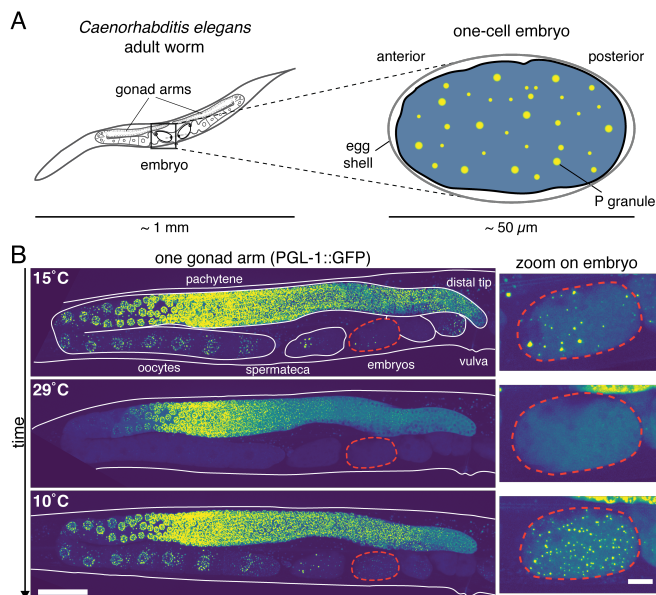 A
Caenorhabditis elegans
adult worm
gonad arms
embryo
~ 1 mm
one-cell embryo
anterior
posterior
egg
shell
P granule
~ 50 µm
B
one gonad arm (PGL-1::GFP)
zoom on embryo
time
15˚C
pachytene
distal tip
oocytes
spermateca
embryos
vulva
29˚C
10˚C